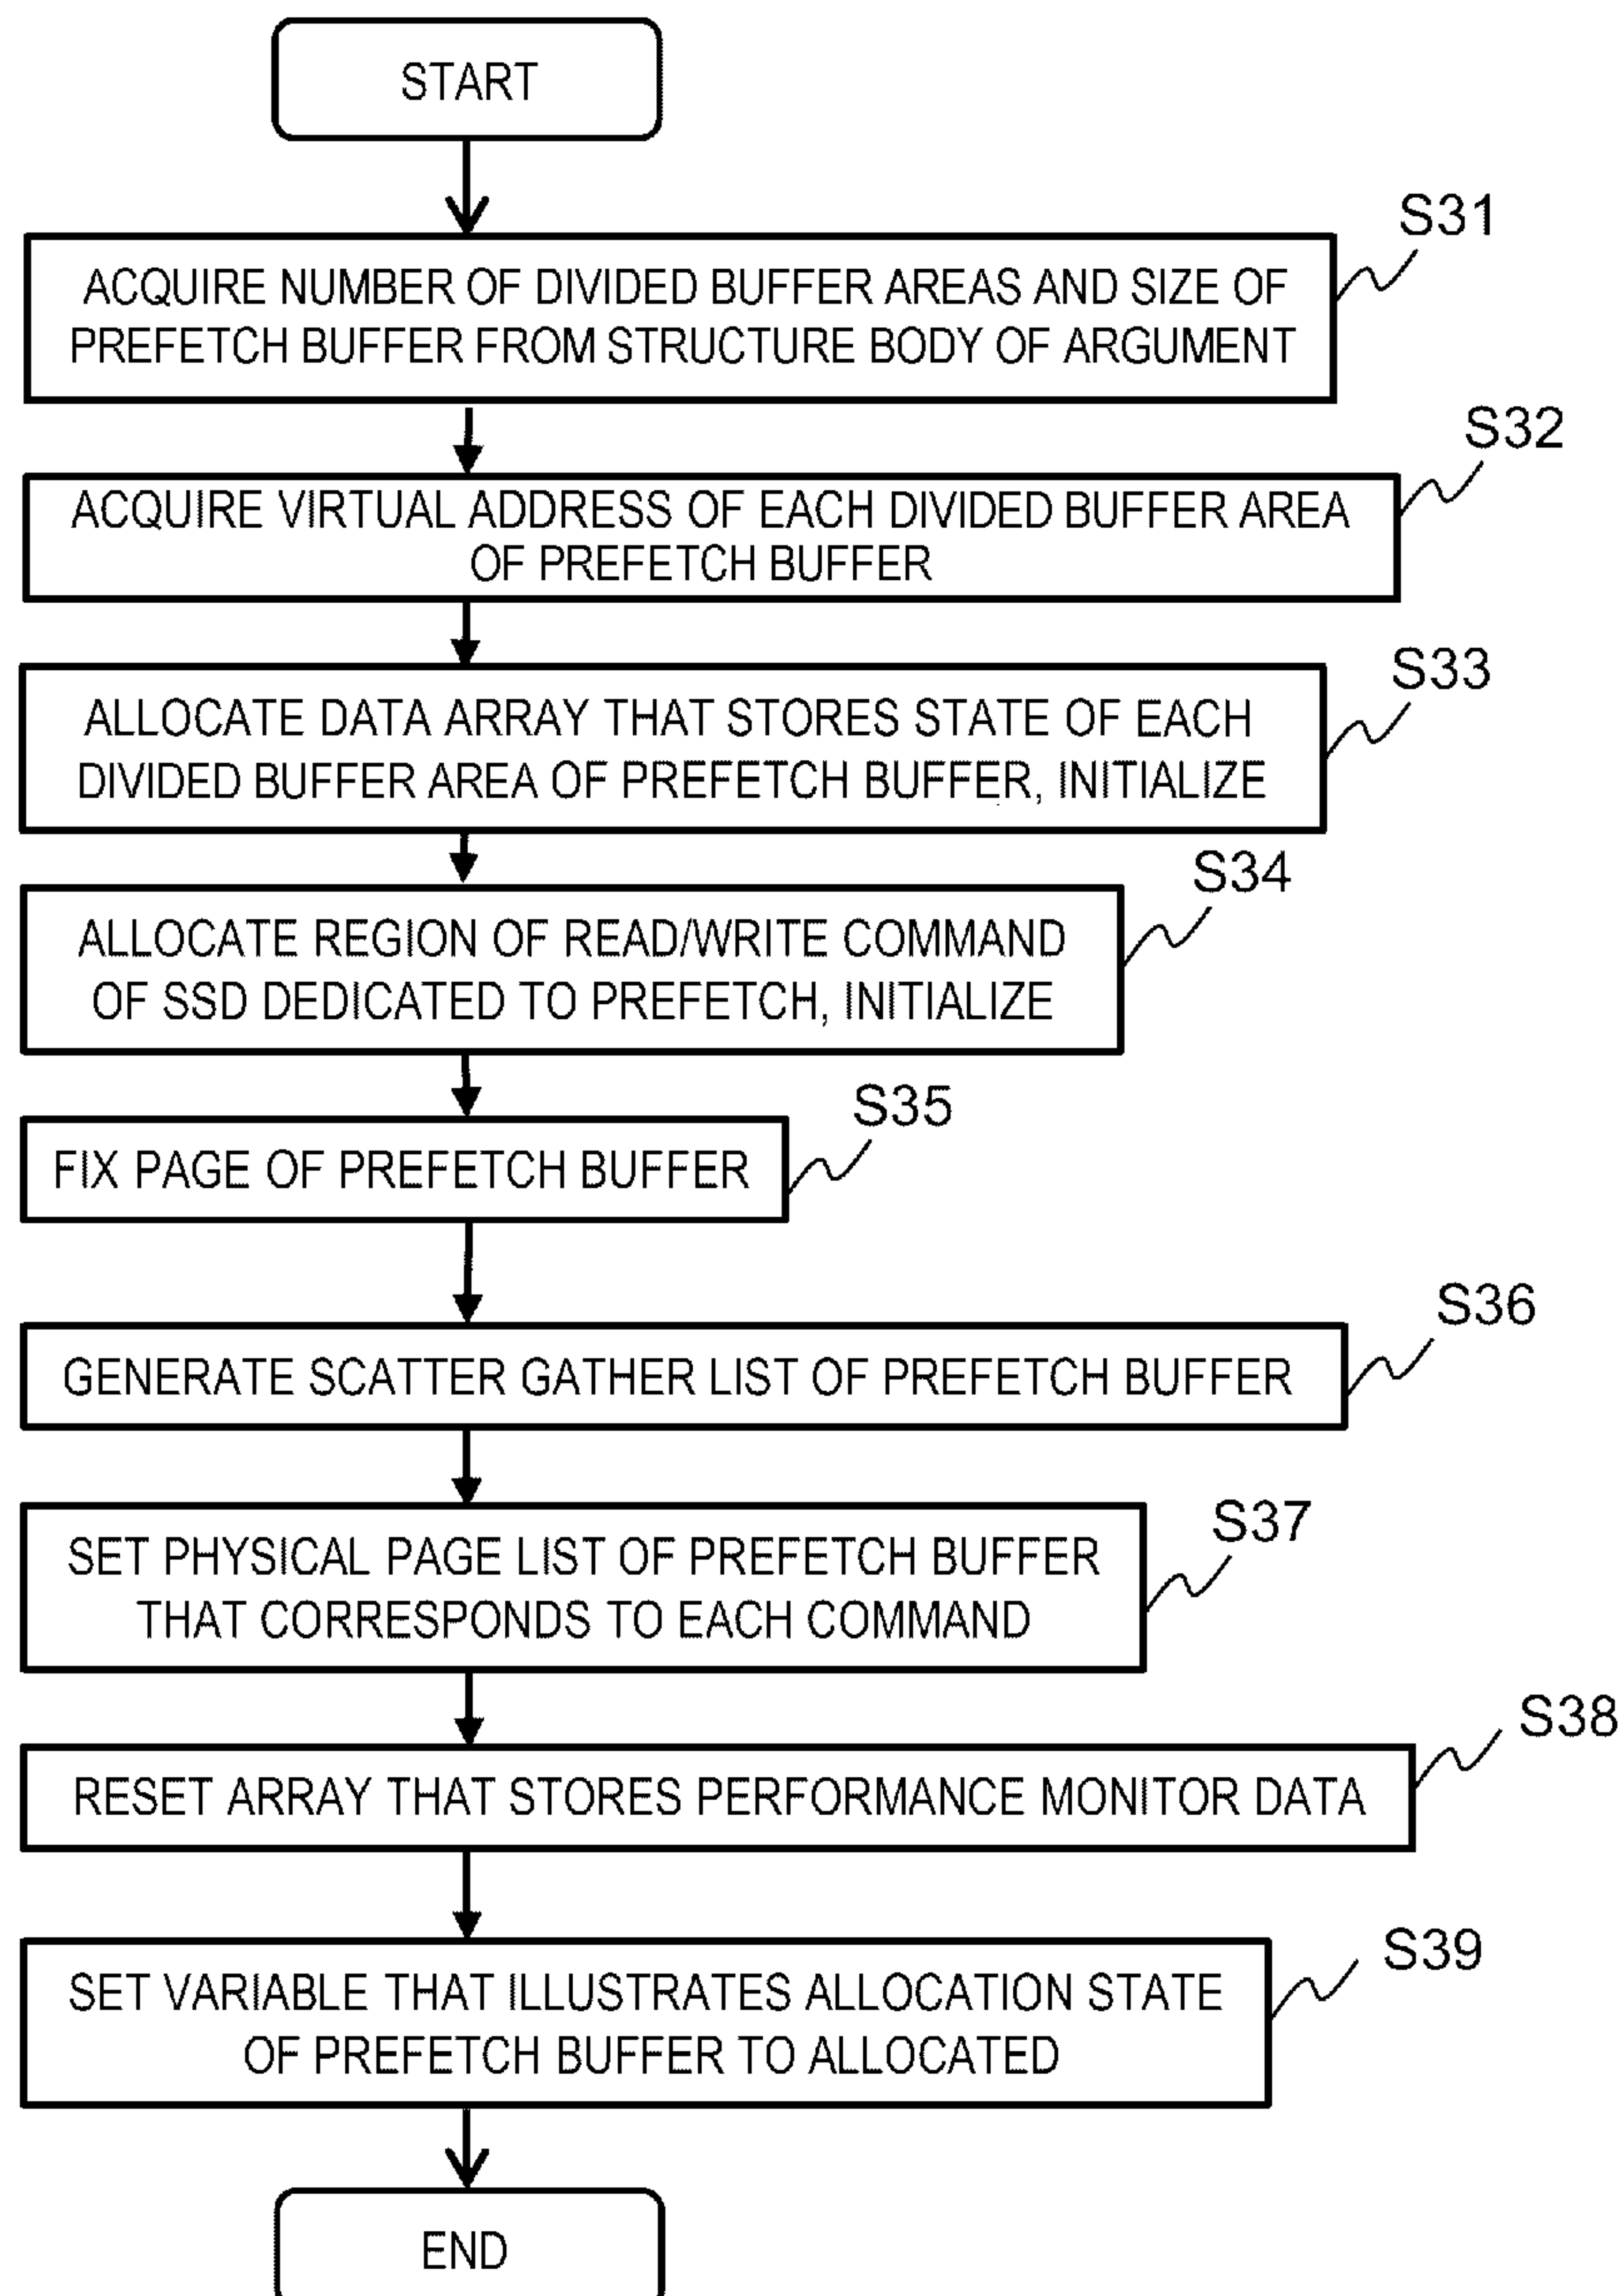 START
S31
ACQUIRE NUMBER OF DIVIDED BUFFER AREAS AND SIZE OF
PREFETCH BUFFER FROM STRUCTURE BODY OF ARGUMENT
S32
ACQUIRE VIRTUAL ADDRESS OF EACH DIVIDED BUFFER AREA
OF PREFETCH BUFFER
S33
ALLOCATE DATA ARRAY THAT STORES STATE OF EACH
DIVIDED BUFFER AREA OF PREFETCH BUFFER, INITIALIZE
S34
ALLOCATE REGION OF READ/WRITE COMMAND
OF SSD DEDICATED TO PREFETCH, INITIALIZE
S35
FIX PAGE OF PREFETCH BUFFER
S36
GENERATE SCATTER GATHER LIST OF PREFETCH BUFFER
S37
SET PHYSICAL PAGE LIST OF PREFETCH BUFFER
THAT CORRESPONDS TO EACH COMMAND
S38
RESET ARRAY THAT STORES PERFORMANCE MONITOR DATA
S39
SET VARIABLE THAT ILLUSTRATES ALLOCATION STATE
OF PREFETCH BUFFER TO ALLOCATED
END